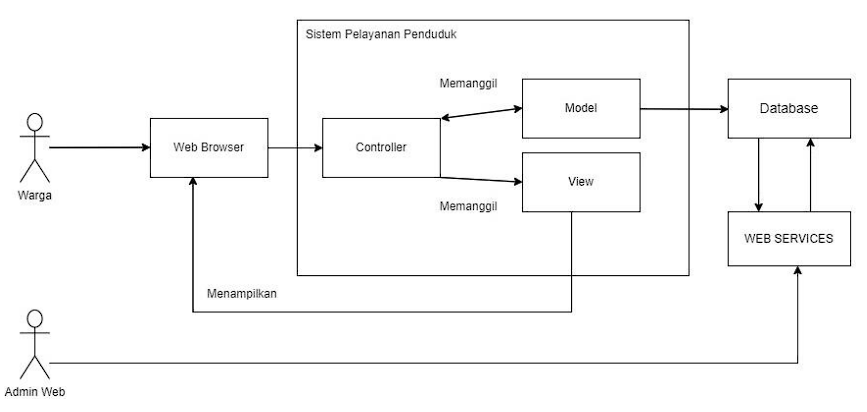 Sistem Pelayanan Penduduk
Memanggil
Model
Database
Web Browser
Controller
View
Warga
Memanggil
WEB SERVICES
Menampilkan
Admin Web